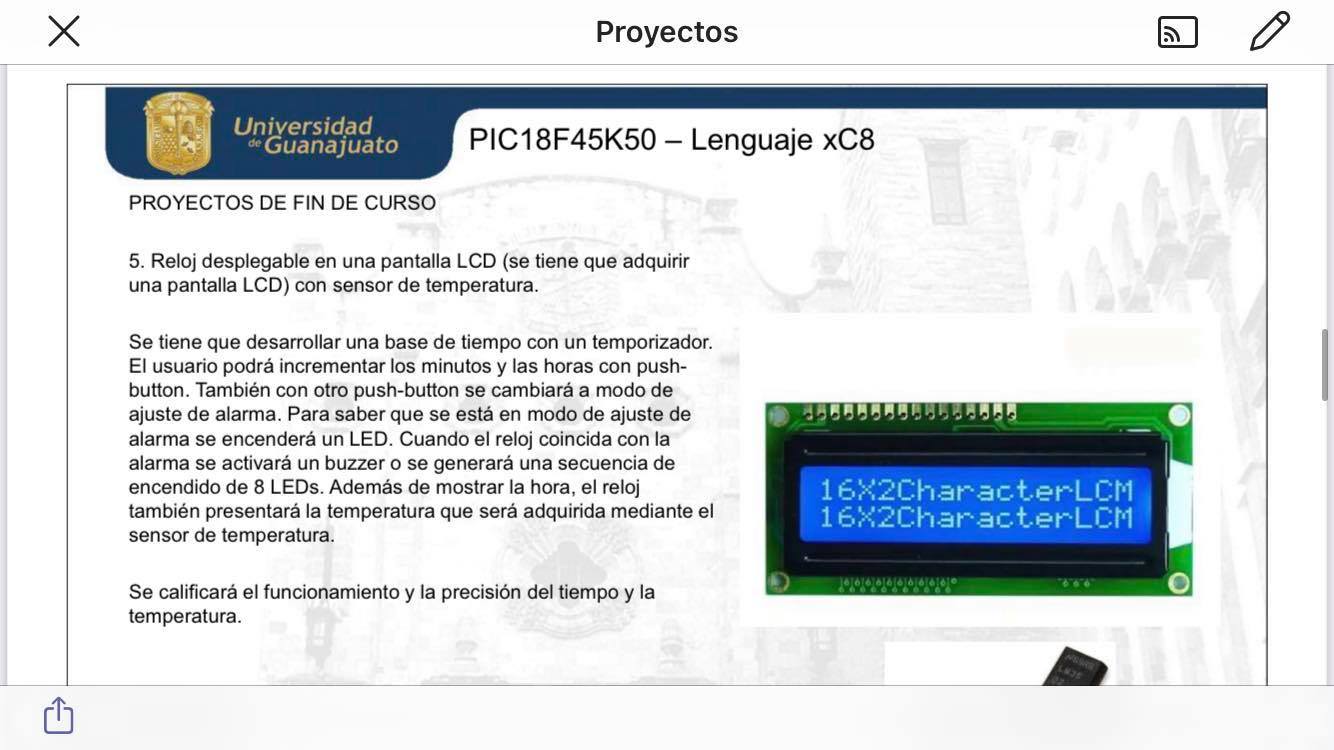 Proyectos
Universidad
de Guanajuato
PIC18F45K50 – Lenguaje xC8
PROYECTOS DE FIN DE CURSO
5. Reloj desplegable en una pantalla LCD (se tiene que adquirir
una pantalla LCD) con sensor de temperatura.
Se tiene que desarrollar una base de tiempo con un temporizador.
El usuario podrá incrementar los minutos y las horas con push-
button. También con otro push-button se cambiará a modo de
ajuste de alarma. Para saber que se está en modo de ajuste de
alarma se encenderá un LED. Cuando el reloj coincida con la
alarma se activará un buzzer o se generará una secuencia de
encendido de 8 LEDs. Además de mostrar la hora, el reloj
también presentará la temperatura que será adquirida mediante el
sensor de temperatura.
Se calificará el funcionamiento y la precisión del tiempo y la
temperatura.
16X2CharacterLCM
16X2CharacterLCM